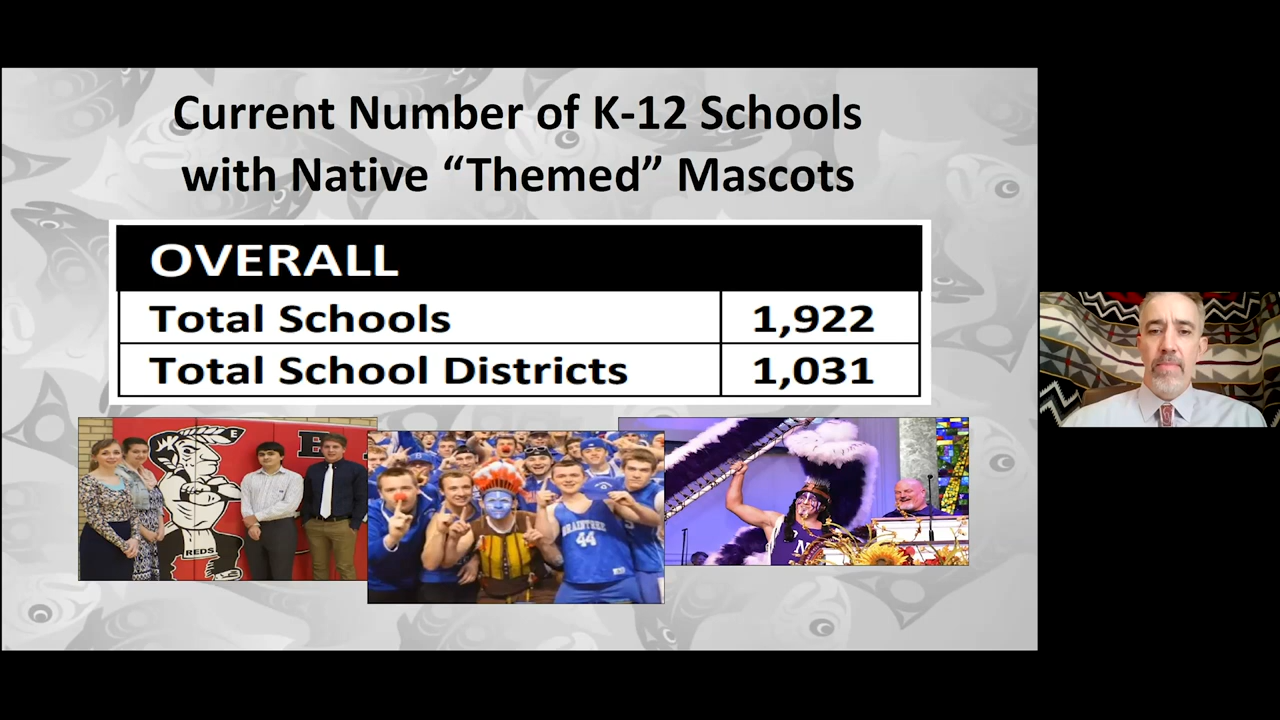 Current Number of K-12 Schools
with Native “Themed” Mascots
OVERALL
Total Schools 1,922
Total School Districts 1,031
REDS
BRAINTREE
44